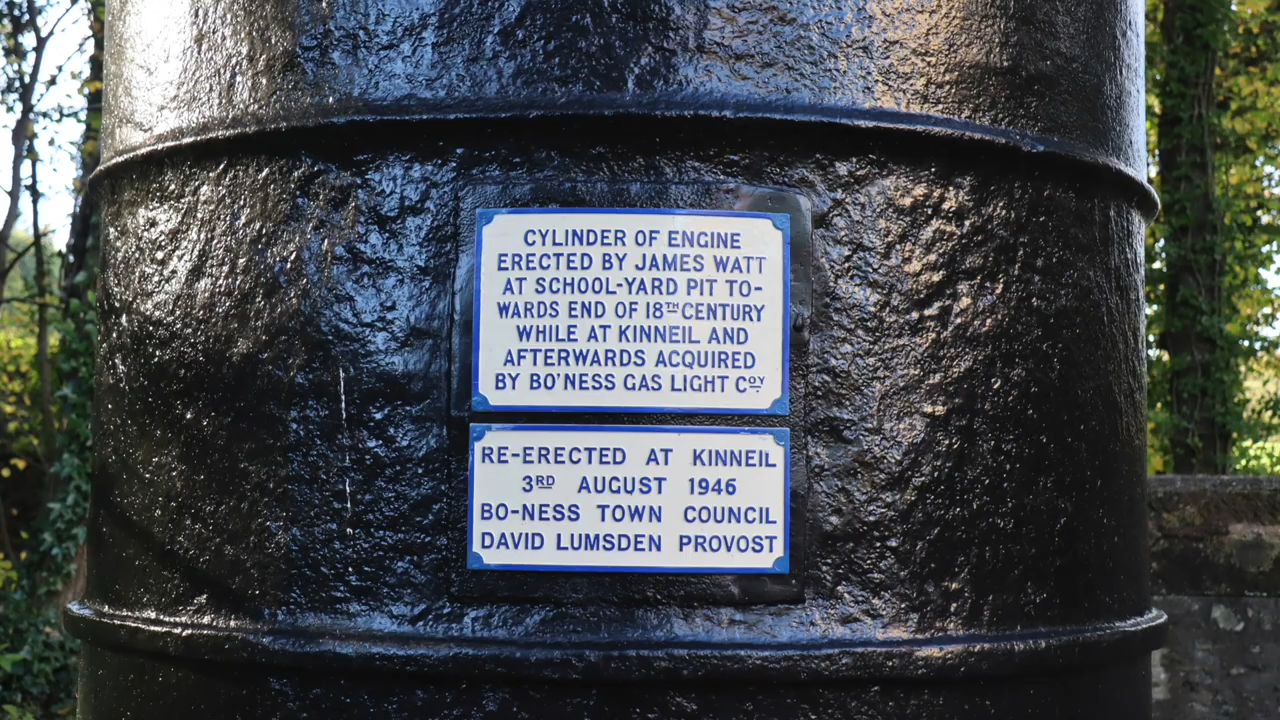 CYLINDER OF ENGINE
ERECTED BY JAMES WATT
AT SCHOOL-YARD PIT TO-
WARDS END OF 18TH CENTURY
WHILE AT KINNEIL AND
AFTERWARDS ACQUIRED
BY BO'NESS GAS LIGHT COY
RE-ERECTED AT KINNEIL
3RD AUGUST 1946
BO-NESS TOWN COUNCIL
DAVID LUMSDEN PROVOST